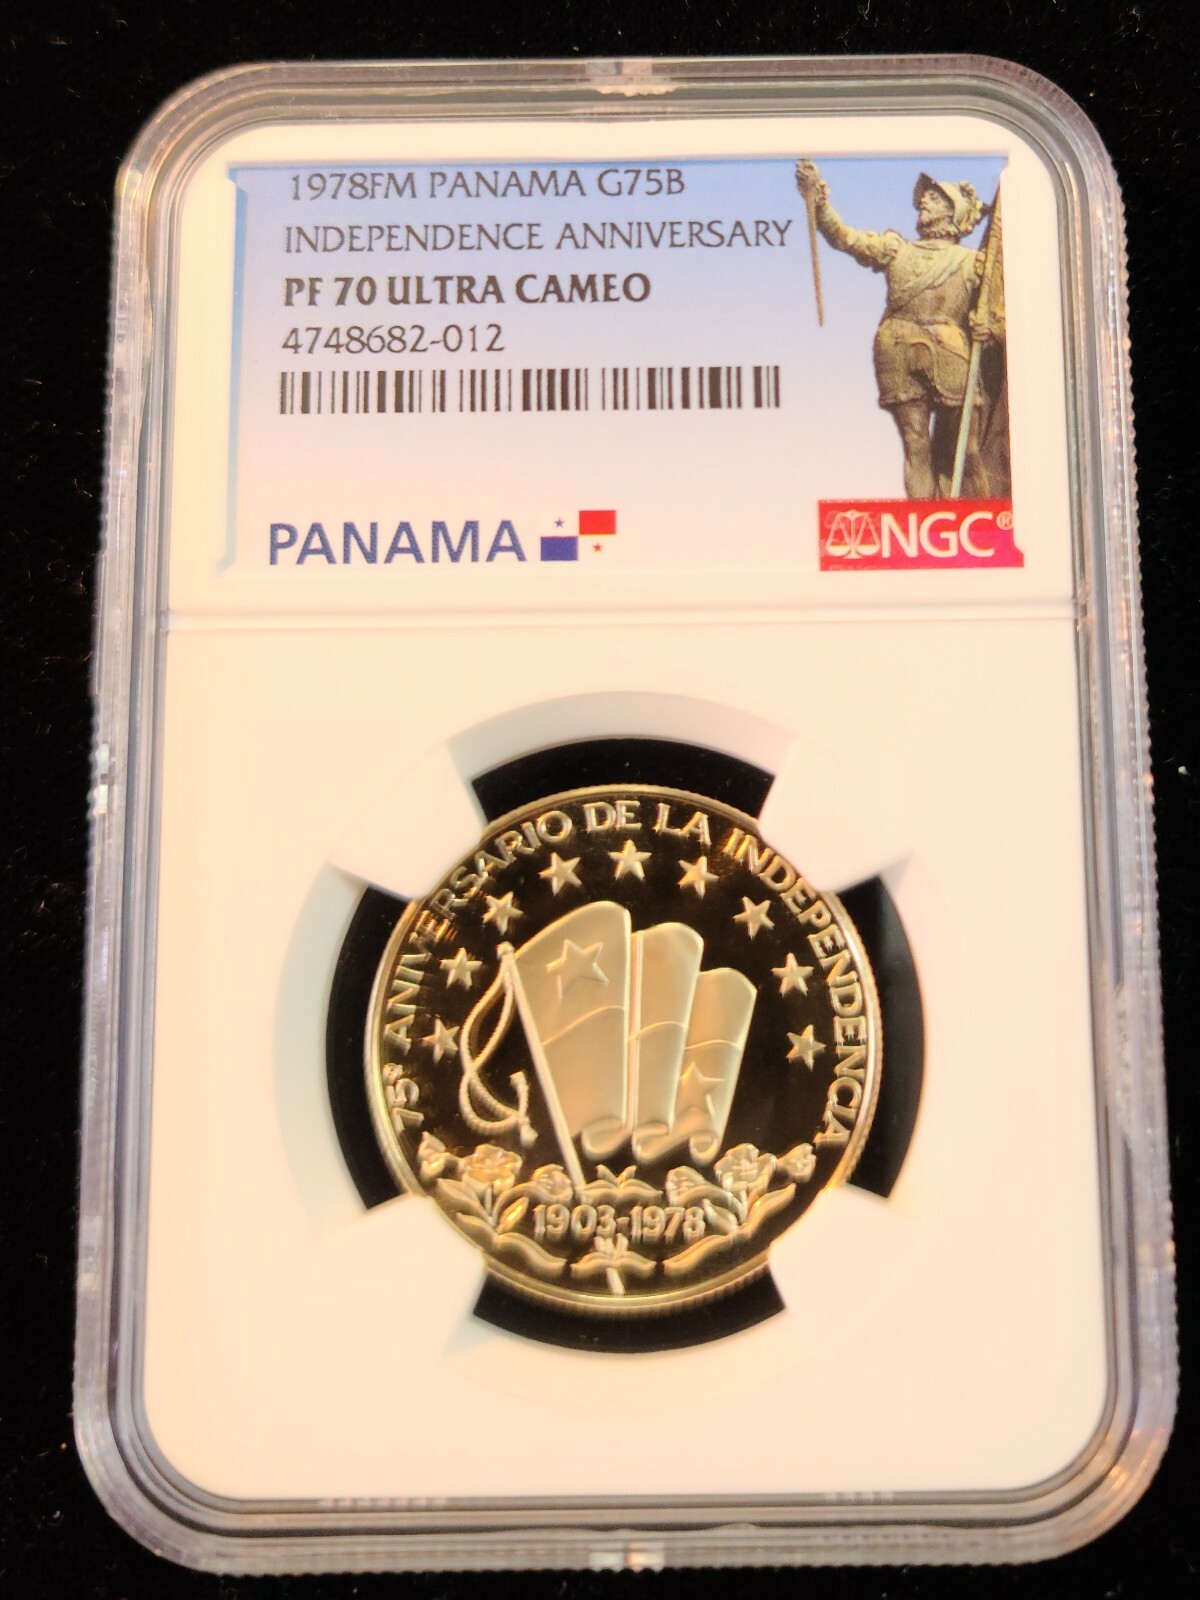 1978FM PANAMA G75B
INDEPENDENCE ANNIVERSARY
PF 70 ULTRA CAMEO
4748682-012
PANAMA
NGC®
75º ANIVERSARIO DE LA INDEPENDENCIA
1903-1978